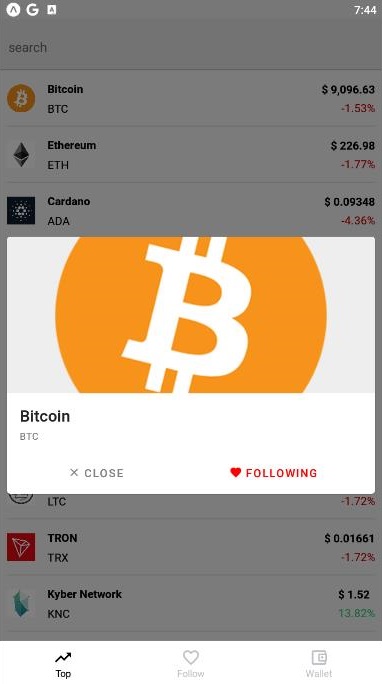 7:44
search
Bitcoin
$ 9,096.63
BTC
-1.53%
Ethereum
$ 226.98
ETH
-1.77%
Cardano
$ 0.09348
ADA
-4.36%
Bitcoin
BTC
× CLOSE
FOLLOWING
LTC
-1.72%
TRON
$ 0.01661
TRX
-1.72%
Kyber Network
$ 1.52
KNC
13.82%
Top
Follow
Wallet